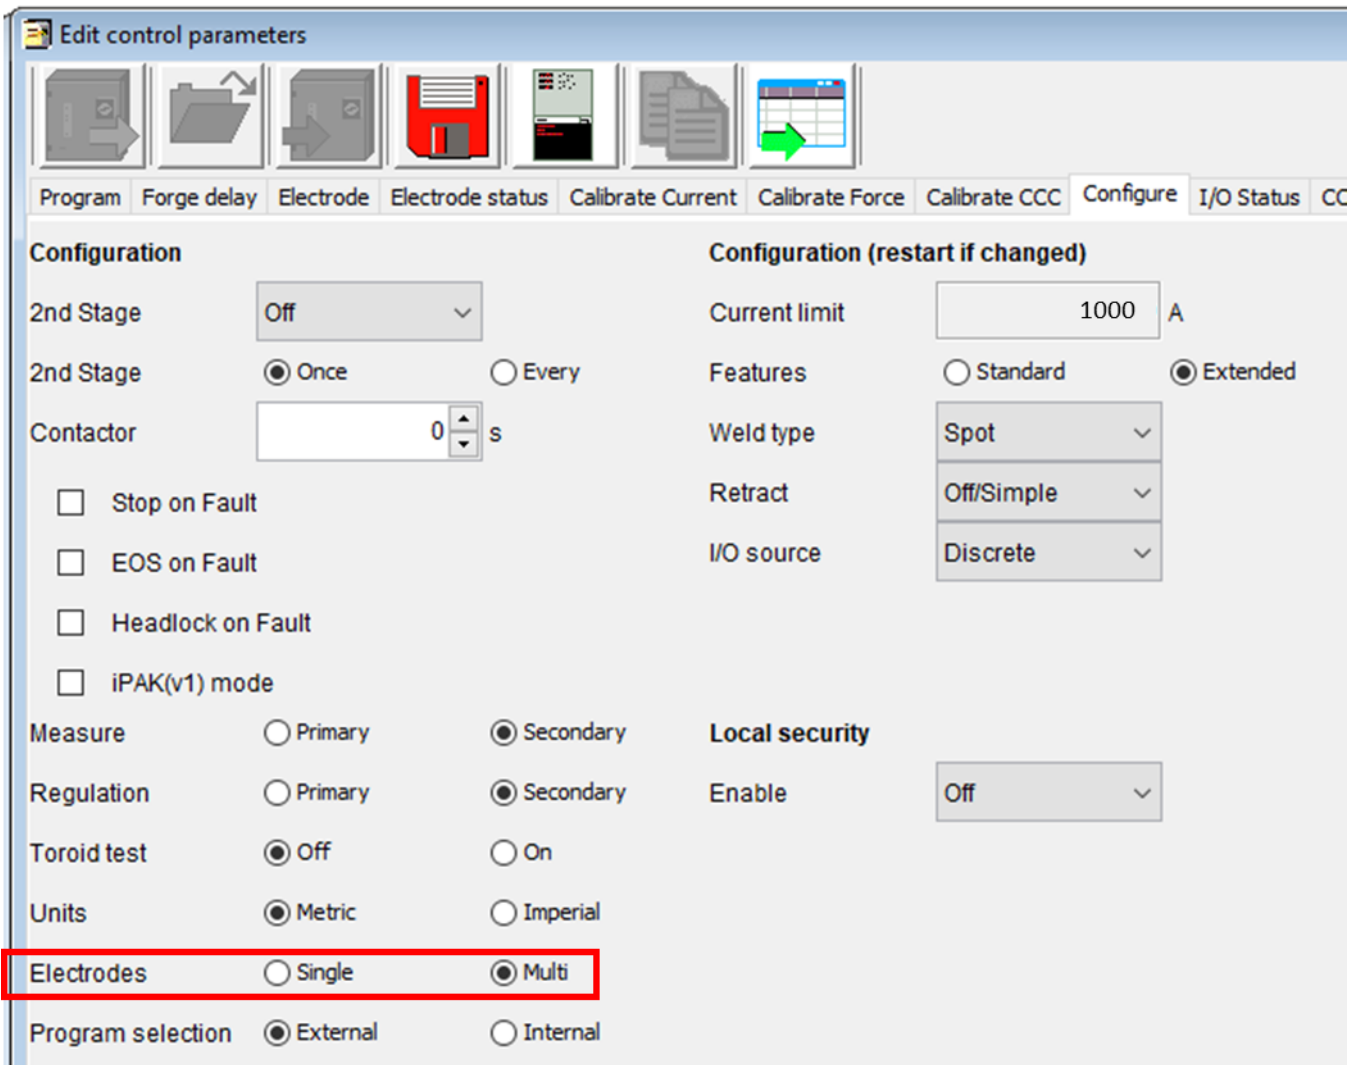 Edit control parameters
Program Forge delay Electrode Electrode status Calibrate Current Calibrate Force Calibrate CCC Configure I/O Status CC
Configuration Configuration (restart if changed)
2nd Stage Off Current limit 1000 A
2nd Stage Once Every Features Standard Extended
Contactor 0 s Weld type Spot
Stop on Fault Retract Off/Simple
EOS on Fault I/O source Discrete
Headlock on Fault
iPAK(v1) mode
Measure Primary Secondary Local security
Regulation Primary Secondary Enable Off
Toroid test Off On
Units Metric Imperial
Electrodes Single Multi
Program selection External Internal